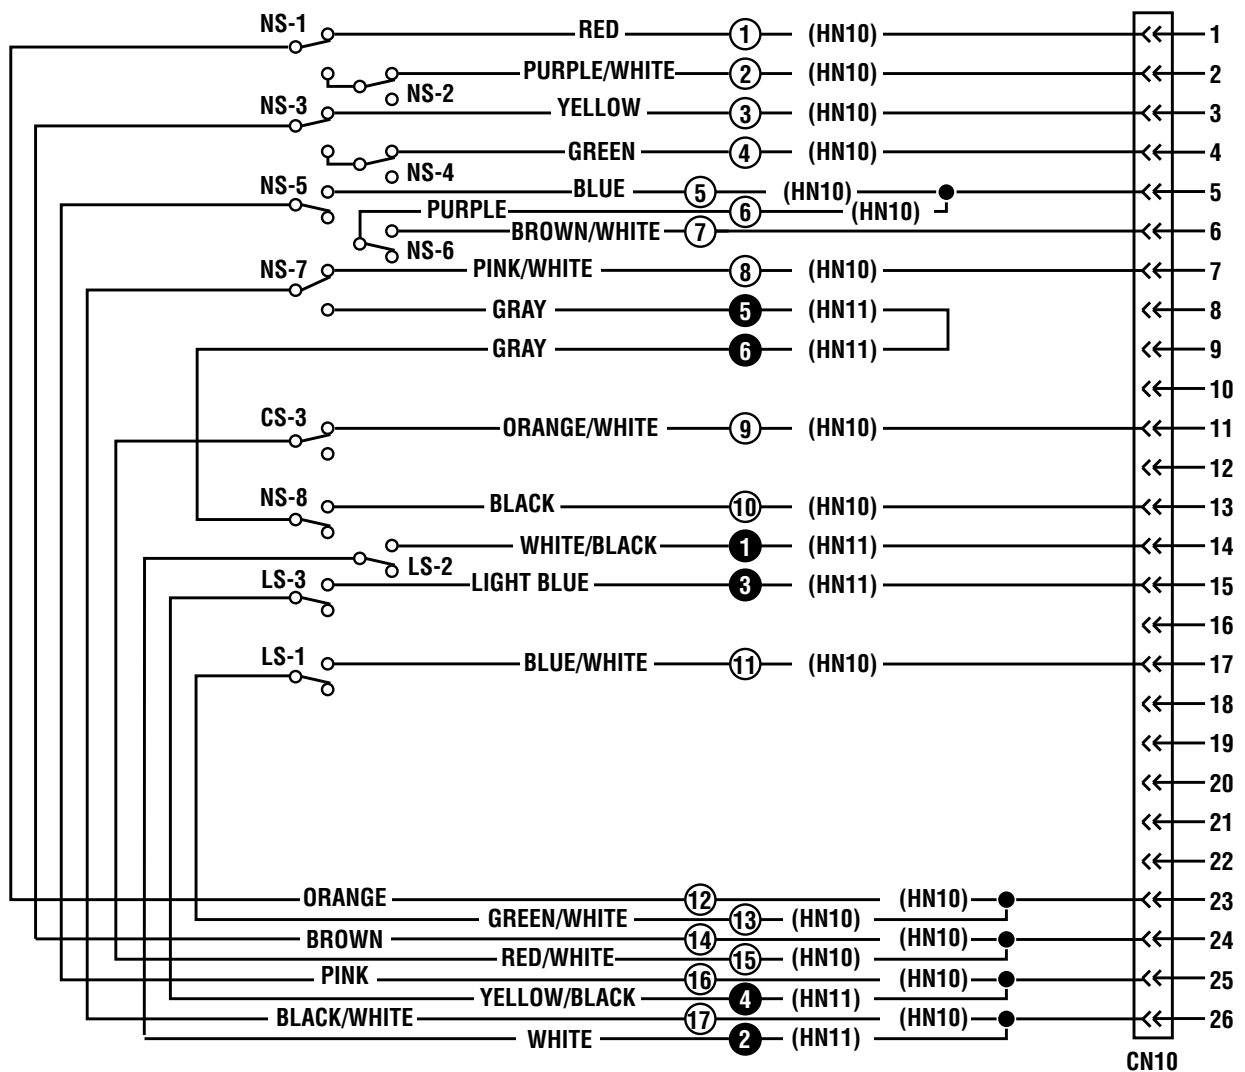 NS-1 RED 1 (HN10) 1
PURPLE/WHITE 2 (HN10) 2
NS-2
NS-3 YELLOW 3 (HN10) 3
GREEN 4 (HN10) 4
NS-4
NS-5 BLUE 5 (HN10) 5
PURPLE 6 (HN10)
BROWN/WHITE 7 6
NS-6
NS-7 PINK/WHITE 8 (HN10) 7
GRAY 5 (HN11) 8
GRAY 6 (HN11) 9
10
CS-3 ORANGE/WHITE 9 (HN10) 11
12
NS-8 BLACK 10 (HN10) 13
WHITE/BLACK 1 (HN11) 14
LS-2
LS-3 LIGHT BLUE 3 (HN11) 15
16
LS-1 BLUE/WHITE 11 (HN10) 17
18
19
20
21
22
ORANGE 12 (HN10) 23
GREEN/WHITE 13 (HN10)
BROWN 14 (HN10) 24
RED/WHITE 15 (HN10)
PINK 16 (HN10) 25
YELLOW/BLACK 4 (HN11)
BLACK/WHITE 17 (HN10) 26
WHITE 2 (HN11)
CN10